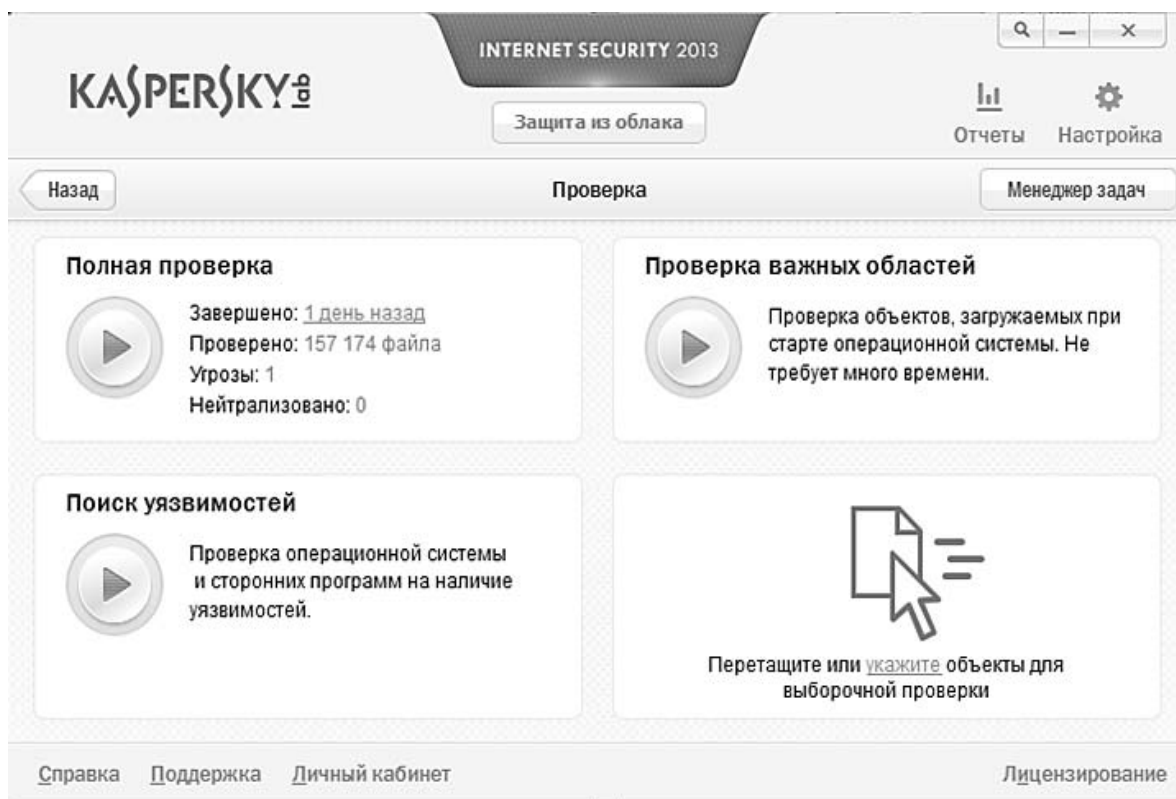 INTERNET SECURITY 2013
KASPERSKY lab
Защита из облака
Отчеты
Настройка
Назад
Проверка
Менеджер задач
Полная проверка
Завершено: 1 день назад
Проверено: 157 174 файла
Угрозы: 1
Нейтрализовано: 0
Проверка важных областей
Проверка объектов, загружаемых при
старте операционной системы. Не
требует много времени.
Поиск уязвимостей
Проверка операционной системы
и сторонних программ на наличие
уязвимостей.
Перетащите или укажите объекты для
выборочной проверки
Справка
Поддержка
Личный кабинет
Лицензирование